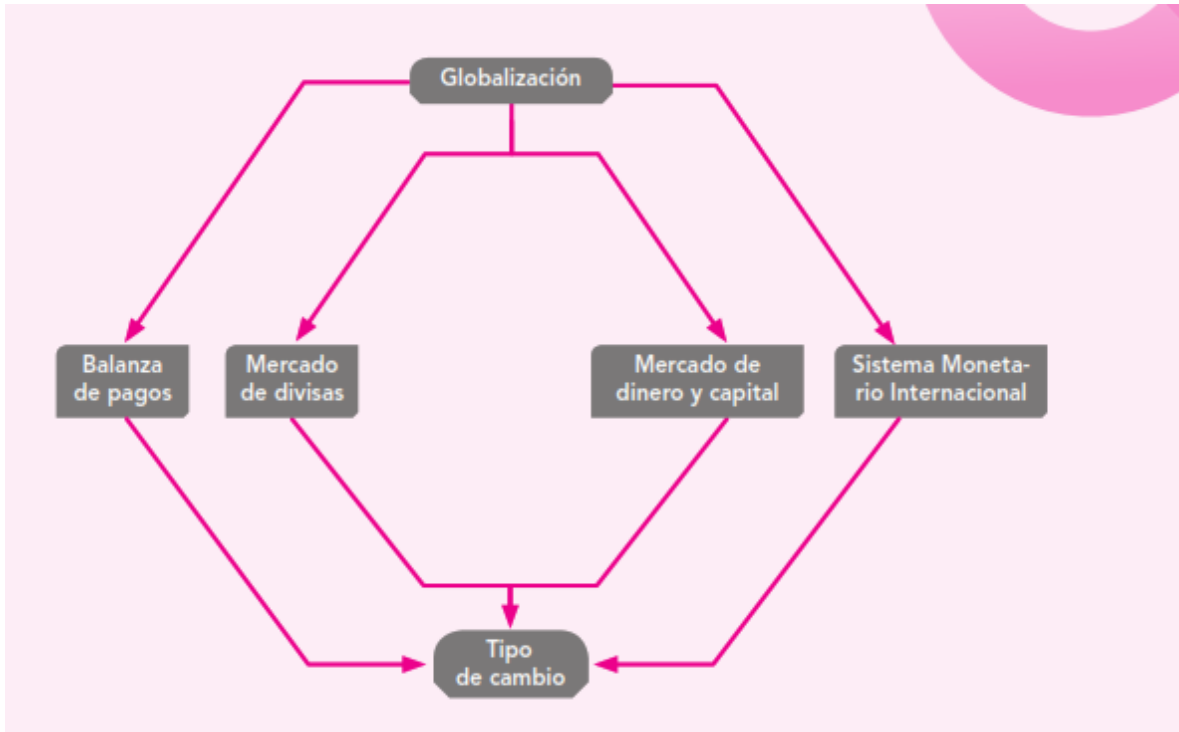 Globalización
Balanza
de pagos
Mercado
de divisas
Mercado de
dinero y capital
Sistema Moneta-
rio Internacional
Tipo
de cambio